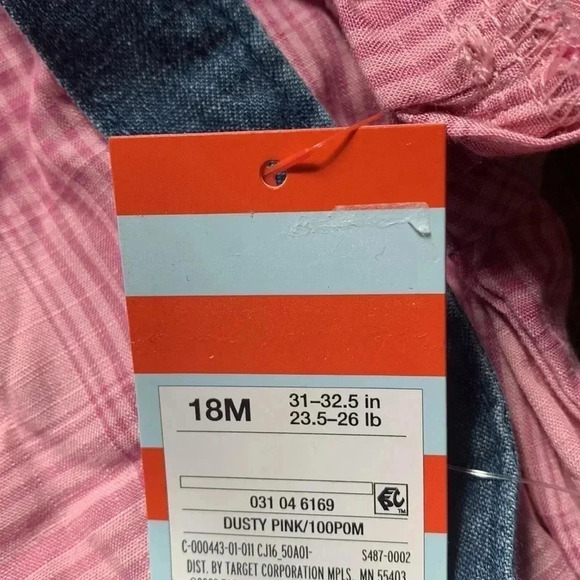 18M 31–32.5 in
23.5–26 lb
031 04 6169
DUSTY PINK/100P0M
C-000443-01-011 CJ16_50A01- S487-0002
DIST. BY TARGET CORPORATION MPLS., MN 55403